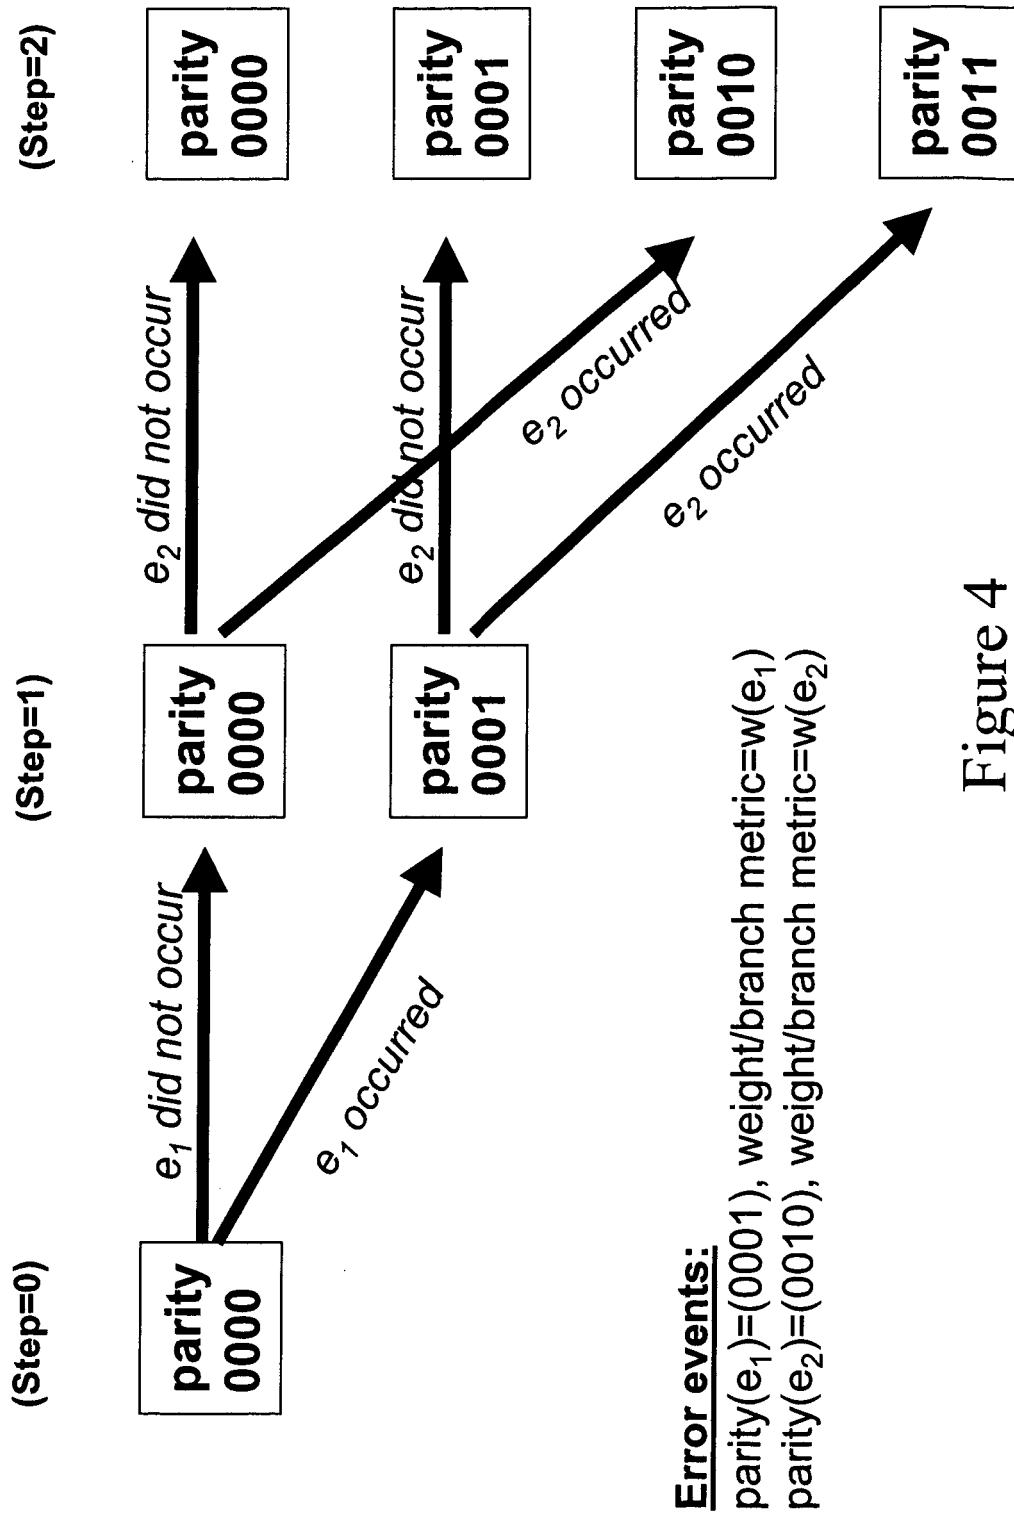 (Step=0)
(Step=1)
(Step=2)
parity
0000
e₁ did not occur
e₁ occurred
parity
0000
parity
0001
e₂ did not occur
e₂ did not occur
e₂ occurred
e₂ occurred
parity
0000
parity
0001
parity
0010
parity
0011
Error events:
parity(e₁)=(0001), weight/branch metric=w(e₁)
parity(e₂)=(0010), weight/branch metric=w(e₂)
Figure 4